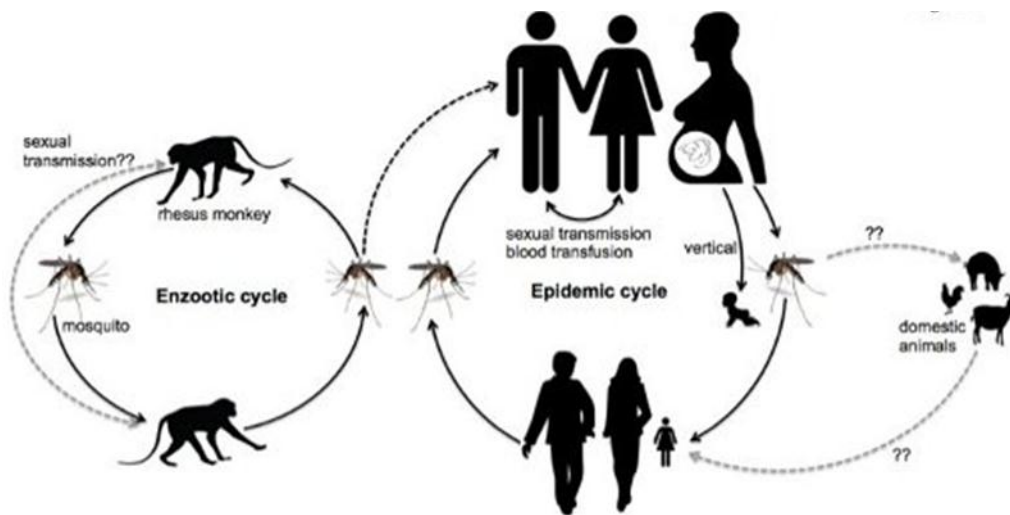 sexual
transmission??
rhesus monkey
mosquito
Enzootic cycle
sexual transmission
blood transfusion
Epidemic cycle
vertical
??
domestic
animals
??